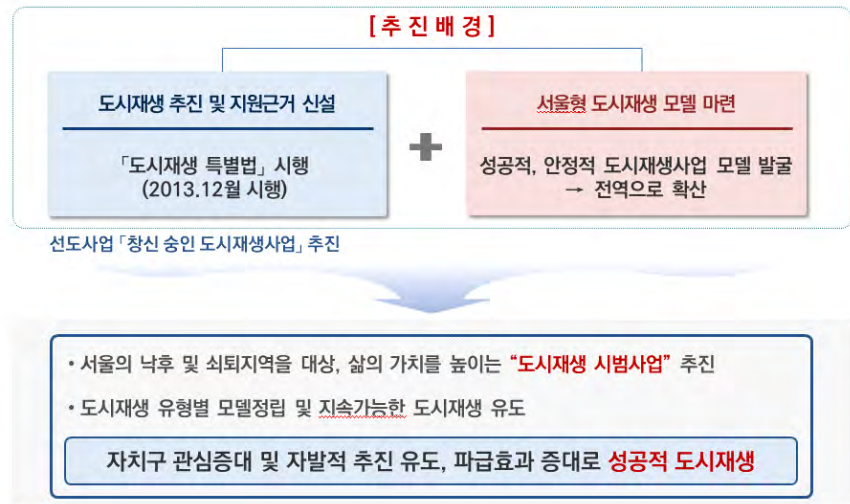 [추진배경]
도시재생 추진 및 지원근거 신설
「도시재생 특별법」 시행
(2013.12월 시행)
+
서울형 도시재생 모델 마련
성공적, 안정적 도시재생사업 모델 발굴
→ 전역으로 확산
선도사업 「창신 숭인 도시재생사업」 추진
• 서울의 낙후 및 쇠퇴지역을 대상, 삶의 가치를 높이는 “도시재생 시범사업” 추진
• 도시재생 유형별 모델정립 및 지속가능한 도시재생 유도
자치구 관심증대 및 자발적 추진 유도, 파급효과 증대로 성공적 도시재생